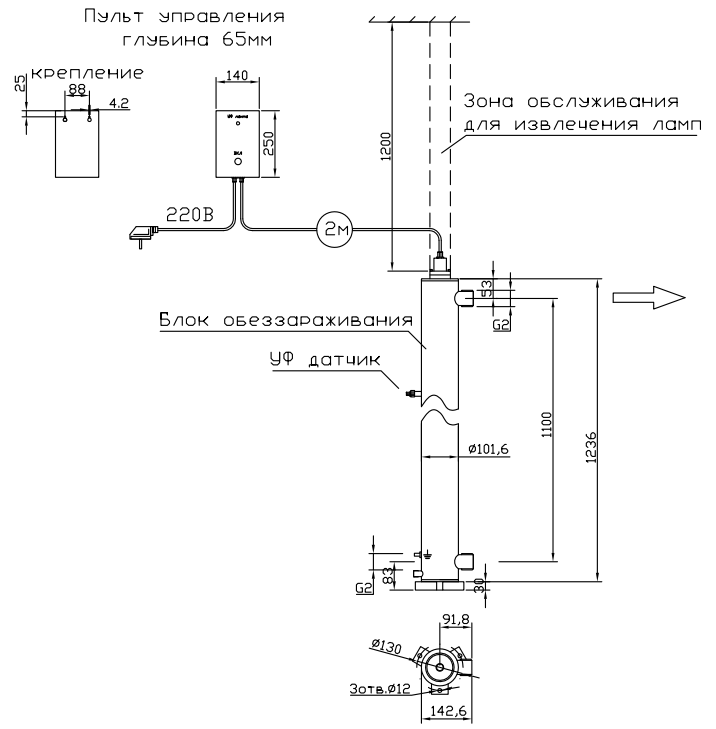 Пульт управления
глубина 65мм
крепление
88
25
4.2
140
250
ВКЛ
220В
2м
1200
Зона обслуживания
для извлечения ламп
53
G2
Блок обеззараживания
УФ датчик
1100
1236
Ø101,6
G2
83
30
91,8
Ø130
3отв.Ø12
142,6